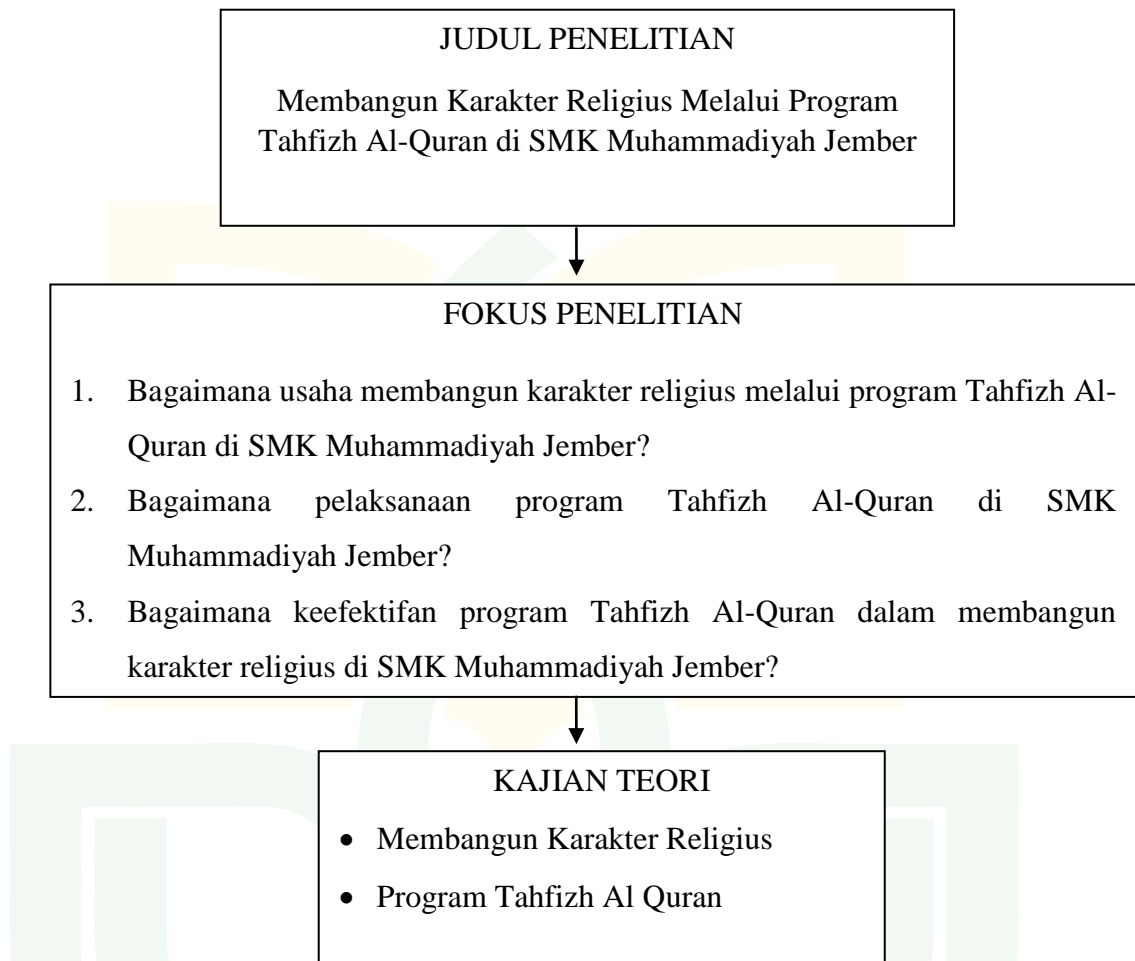 JUDUL PENELITIAN
Membangun Karakter Religius Melalui Program
Tahfizh Al-Quran di SMK Muhammadiyah Jember
FOKUS PENELITIAN
1. Bagaimana usaha membangun karakter religius melalui program Tahfizh Al-
Quran di SMK Muhammadiyah Jember?
2. Bagaimana pelaksanaan program Tahfizh Al-Quran di SMK
Muhammadiyah Jember?
3. Bagaimana keefektifan program Tahfizh Al-Quran dalam membangun
karakter religius di SMK Muhammadiyah Jember?
KAJIAN TEORI
• Membangun Karakter Religius
• Program Tahfizh Al Quran